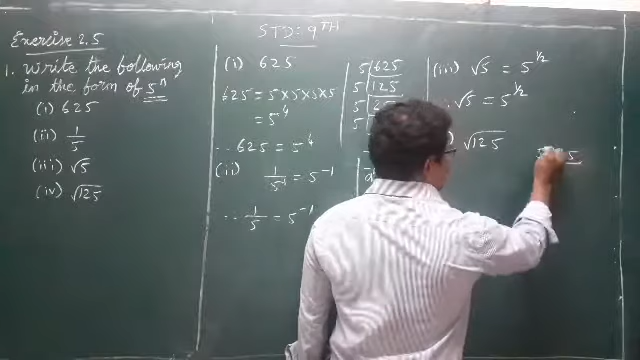 STD: 9TH
Exercise 2.5
1. Write the following
in the form of 5ⁿ
(i) 625
(ii) 1/5
(iii) √5
(iv) √125
(i) 625
625 = 5×5×5×5
= 5⁴
∴ 625 = 5⁴
(ii) 1/5¹ = 5⁻¹
∴ 1/5 = 5⁻¹
5 | 625
5 | 125
5 | 25
5
(iii) √5 = 5^1/2
√5 = 5^1/2
√125